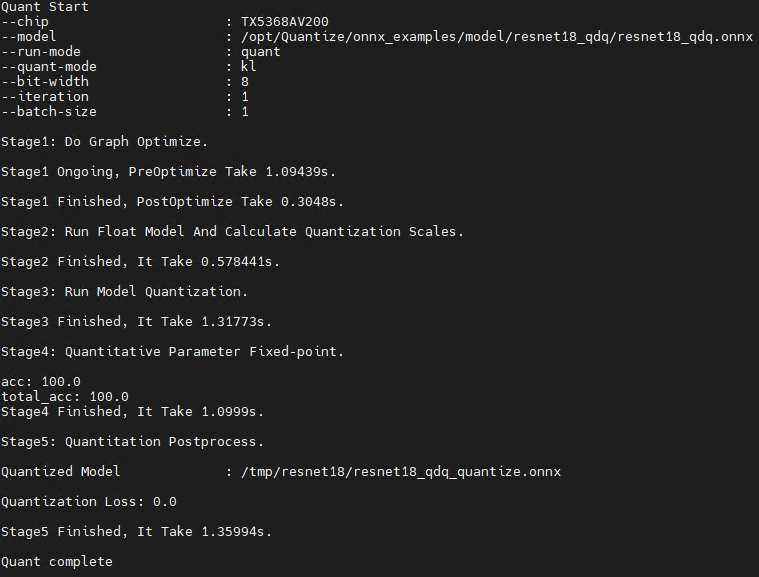 Quant Start
--chip : TX5368AV200
--model : /opt/Quantize/onnx_examples/model/resnet18_qdq/resnet18_qdq.onnx
--run-mode : quant
--quant-mode : kl
--bit-width : 8
--iteration : 1
--batch-size : 1
Stage1: Do Graph Optimize.
Stage1 Ongoing, PreOptimize Take 1.09439s.
Stage1 Finished, PostOptimize Take 0.3048s.
Stage2: Run Float Model And Calculate Quantization Scales.
Stage2 Finished, It Take 0.578441s.
Stage3: Run Model Quantization.
Stage3 Finished, It Take 1.31773s.
Stage4: Quantitative Parameter Fixed-point.
acc: 100.0
total_acc: 100.0
Stage4 Finished, It Take 1.0999s.
Stage5: Quantitation Postprocess.
Quantized Model : /tmp/resnet18/resnet18_qdq_quantize.onnx
Quantization Loss: 0.0
Stage5 Finished, It Take 1.35994s.
Quant complete